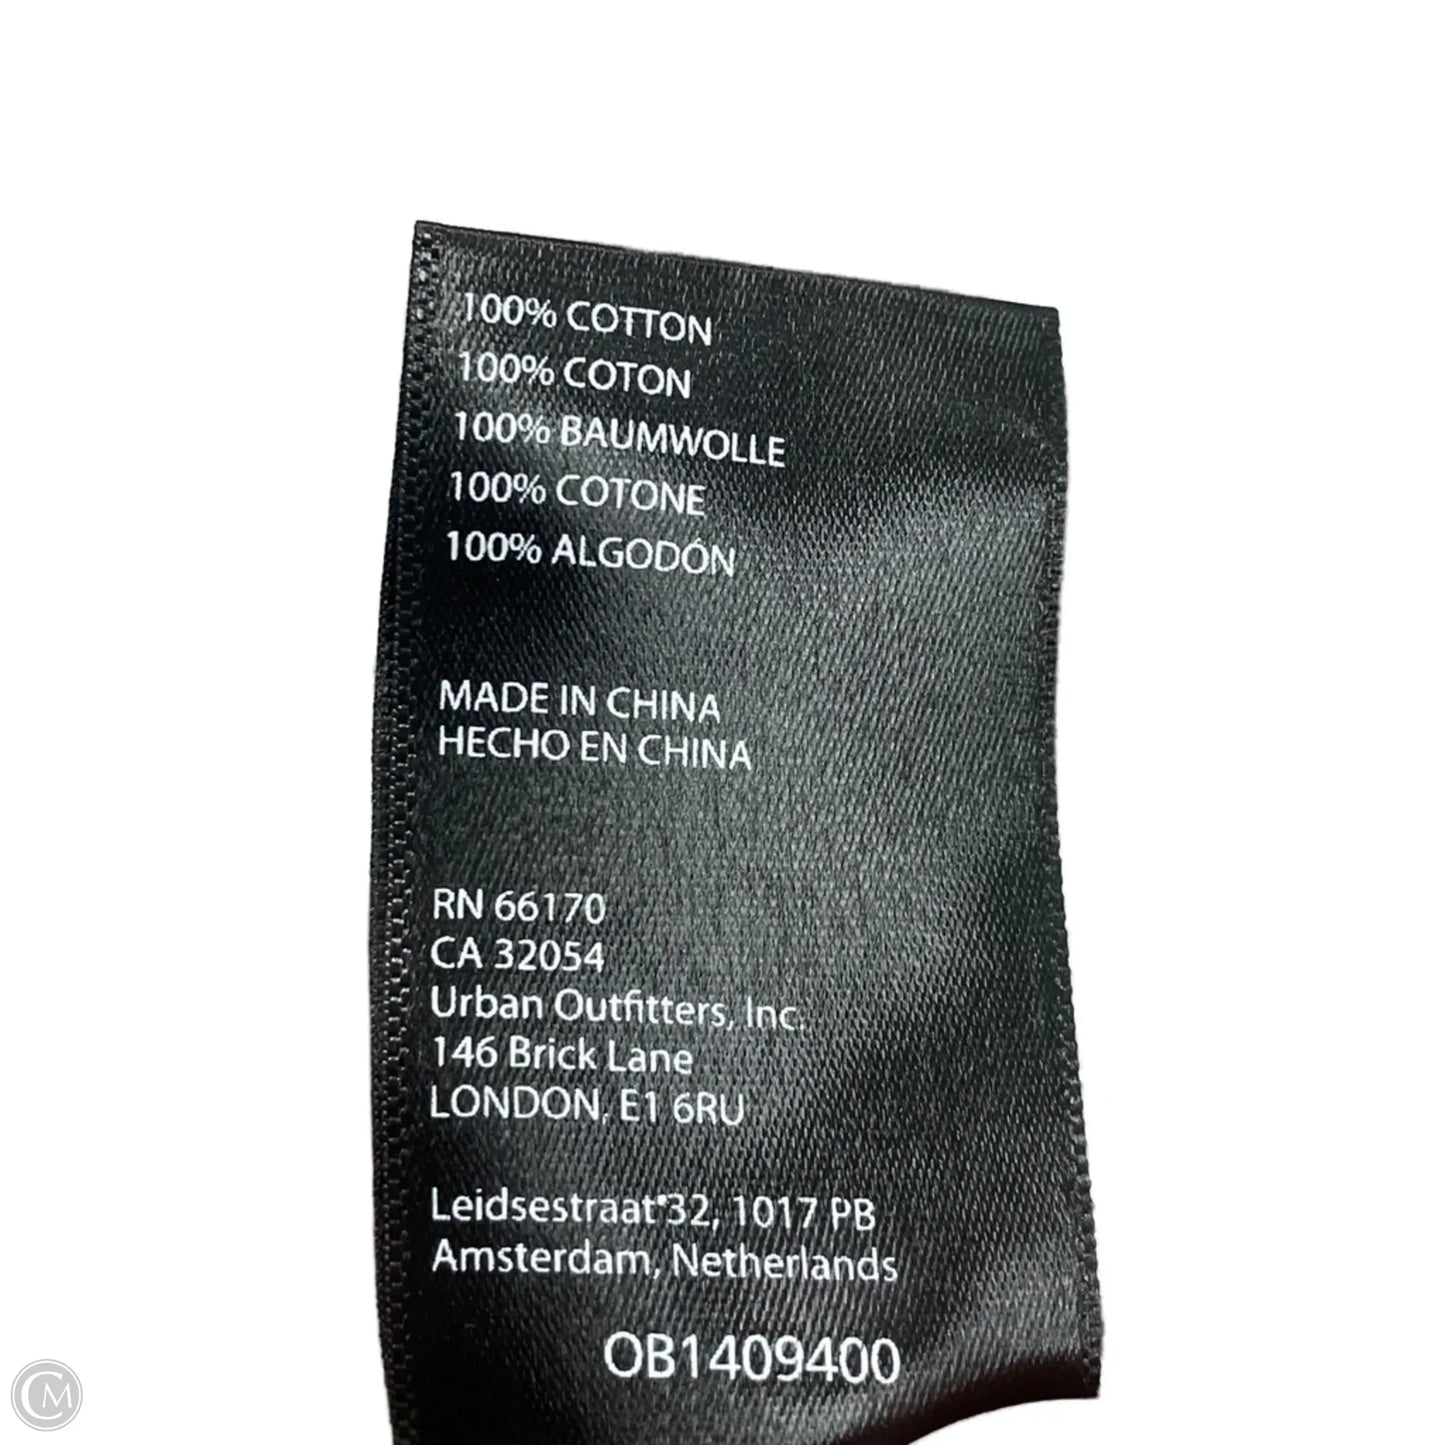 100% COTTON
100% COTON
100% BAUMWOLLE
100% COTONE
100% ALGODÓN
MADE IN CHINA
HECHO EN CHINA
RN 66170
CA 32054
Urban Outfitters, Inc.
146 Brick Lane
LONDON, E1 6RU
Leidsestraat 32, 1017 PB
Amsterdam, Netherlands
OB1409400
CM